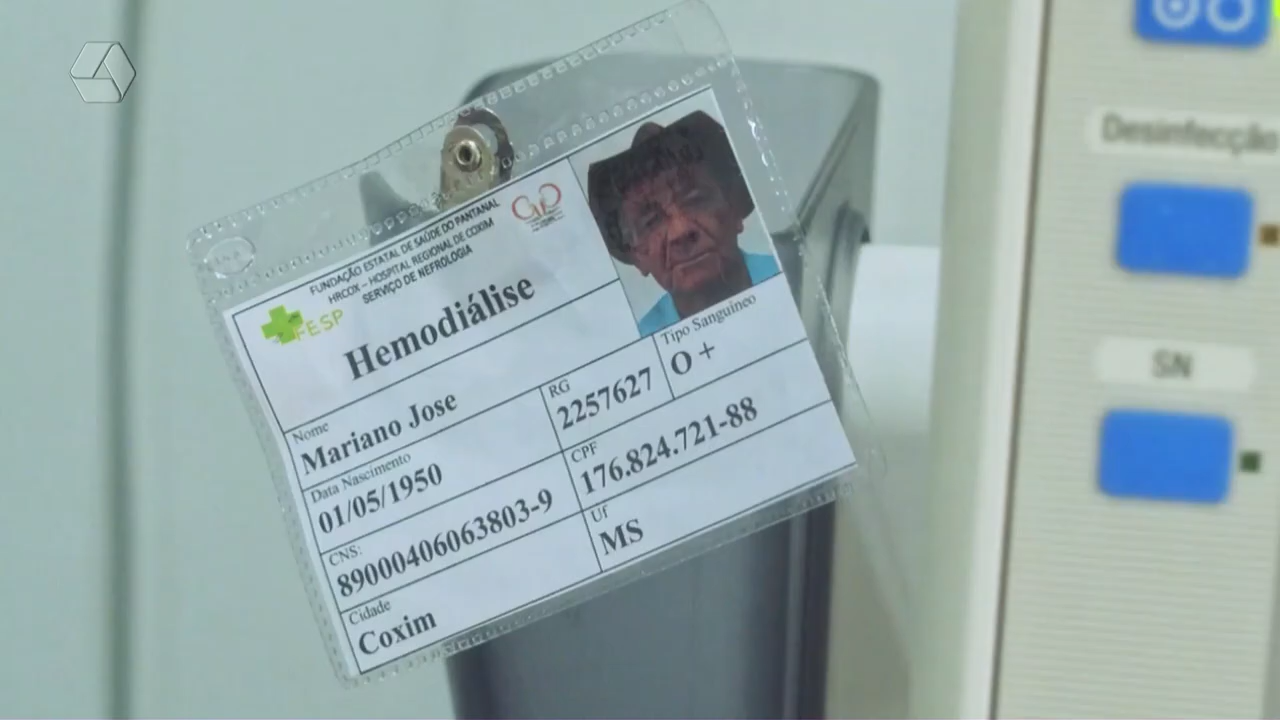 FUNDAÇÃO ESTATAL DE SAÚDE DO PANTANAL
HRCOX – HOSPITAL REGIONAL DE COXIM
SERVIÇO DE NEFROLOGIA
FESP
Hemodiálise
Nome
Mariano Jose
RG
2257627
Tipo Sanguíneo
O +
Data Nascimento
01/05/1950
CPF
176.824.721-88
CNS:
89000406063803-9
Uf
MS
Cidade
Coxim
Desinfecção
SN